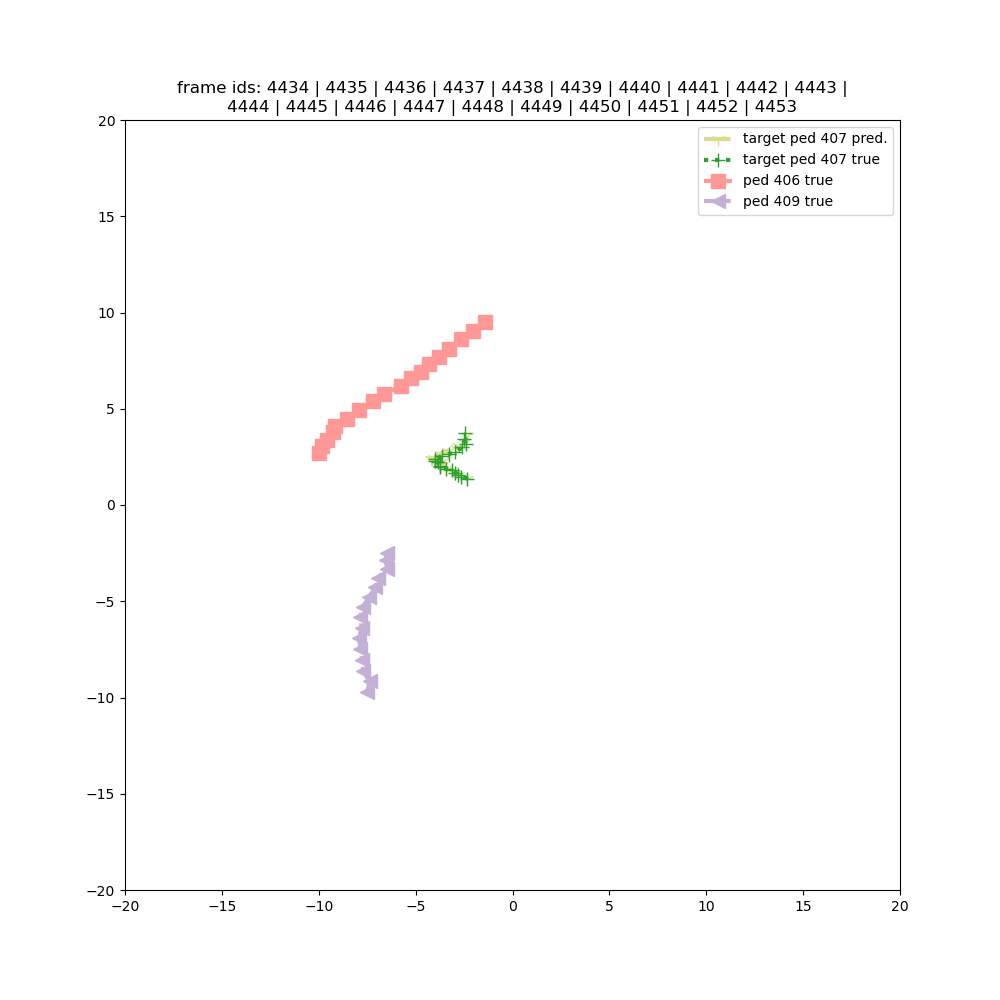 frame ids: 4434 | 4435 | 4436 | 4437 | 4438 | 4439 | 4440 | 4441 | 4442 | 4443 |
4444 | 4445 | 4446 | 4447 | 4448 | 4449 | 4450 | 4451 | 4452 | 4453
target ped 407 pred.
target ped 407 true
ped 406 true
ped 409 true
20
15
10
5
0
−5
−10
−15
−20
−20 −15 −10 −5 0 5 10 15 20